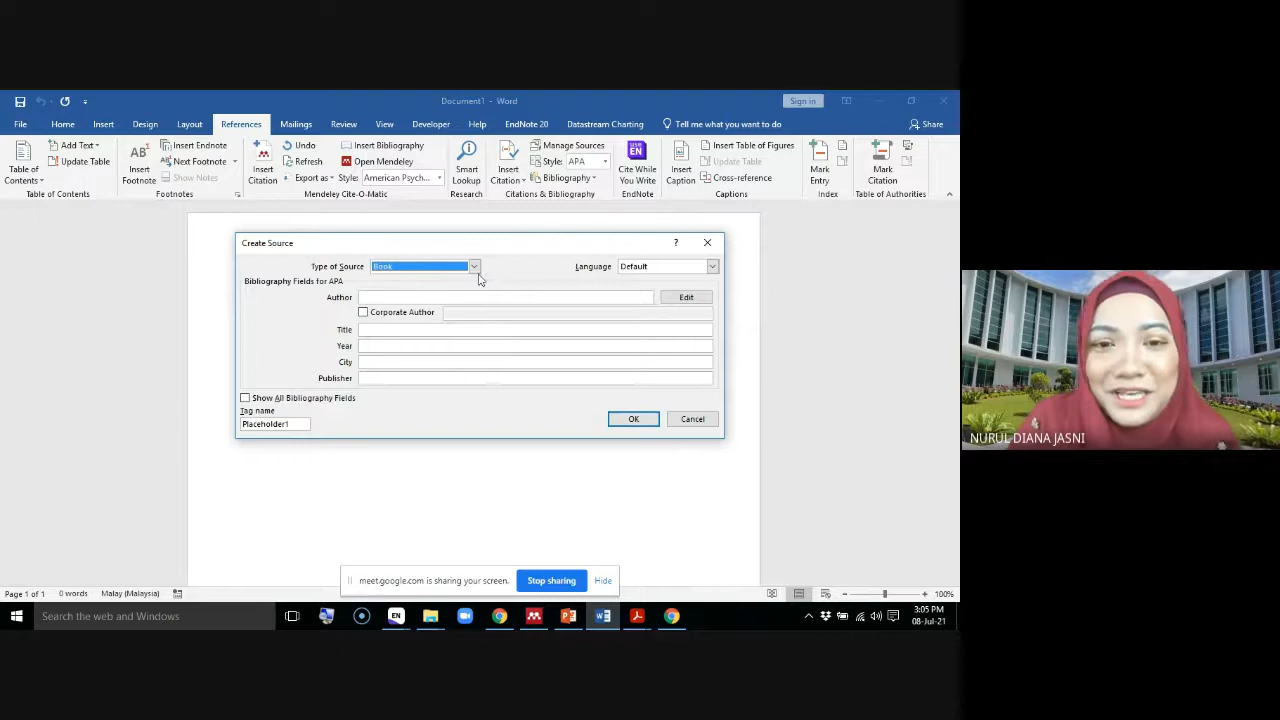 Document1 - Word
Sign in
File Home Insert Design Layout References Mailings Review View Developer Help EndNote 20 Datastream Charting Tell me what you want to do Share
Table of Contents
Add Text
Update Table
Table of Contents
AB1
Insert Footnote
Insert Endnote
Next Footnote
Show Notes
Footnotes
Insert Citation
Undo
Refresh
Export as
Insert Bibliography
Open Mendeley
Style: American Psych...
Mendeley Cite-O-Matic
Smart Lookup
Research
Insert Citation
Manage Sources
Style: APA
Bibliography
Citations & Bibliography
USE
EN
Cite While You Write
EndNote
Insert Caption
Insert Table of Figures
Update Table
Cross-reference
Captions
Mark Entry
Index
Mark Citation
Table of Authorities
Create Source
?
Type of Source Book
Language Default
Bibliography Fields for APA
Author
Edit
Corporate Author
Title
Year
City
Publisher
Show All Bibliography Fields
Tag name
Placeholder1
OK
Cancel
NURUL DIANA JASNI
meet.google.com is sharing your screen.
Stop sharing
Hide
Page 1 of 1 0 words Malay (Malaysia)
100%
Search the web and Windows
EN
3:05 PM
08-Jul-21